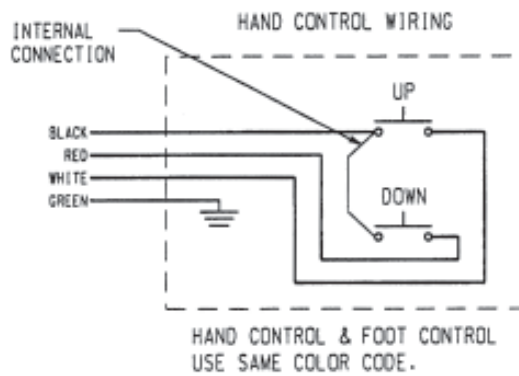 HAND CONTROL WIRING
INTERNAL
CONNECTION
UP
BLACK
RED
WHITE
GREEN
DOWN
HAND CONTROL & FOOT CONTROL
USE SAME COLOR CODE.